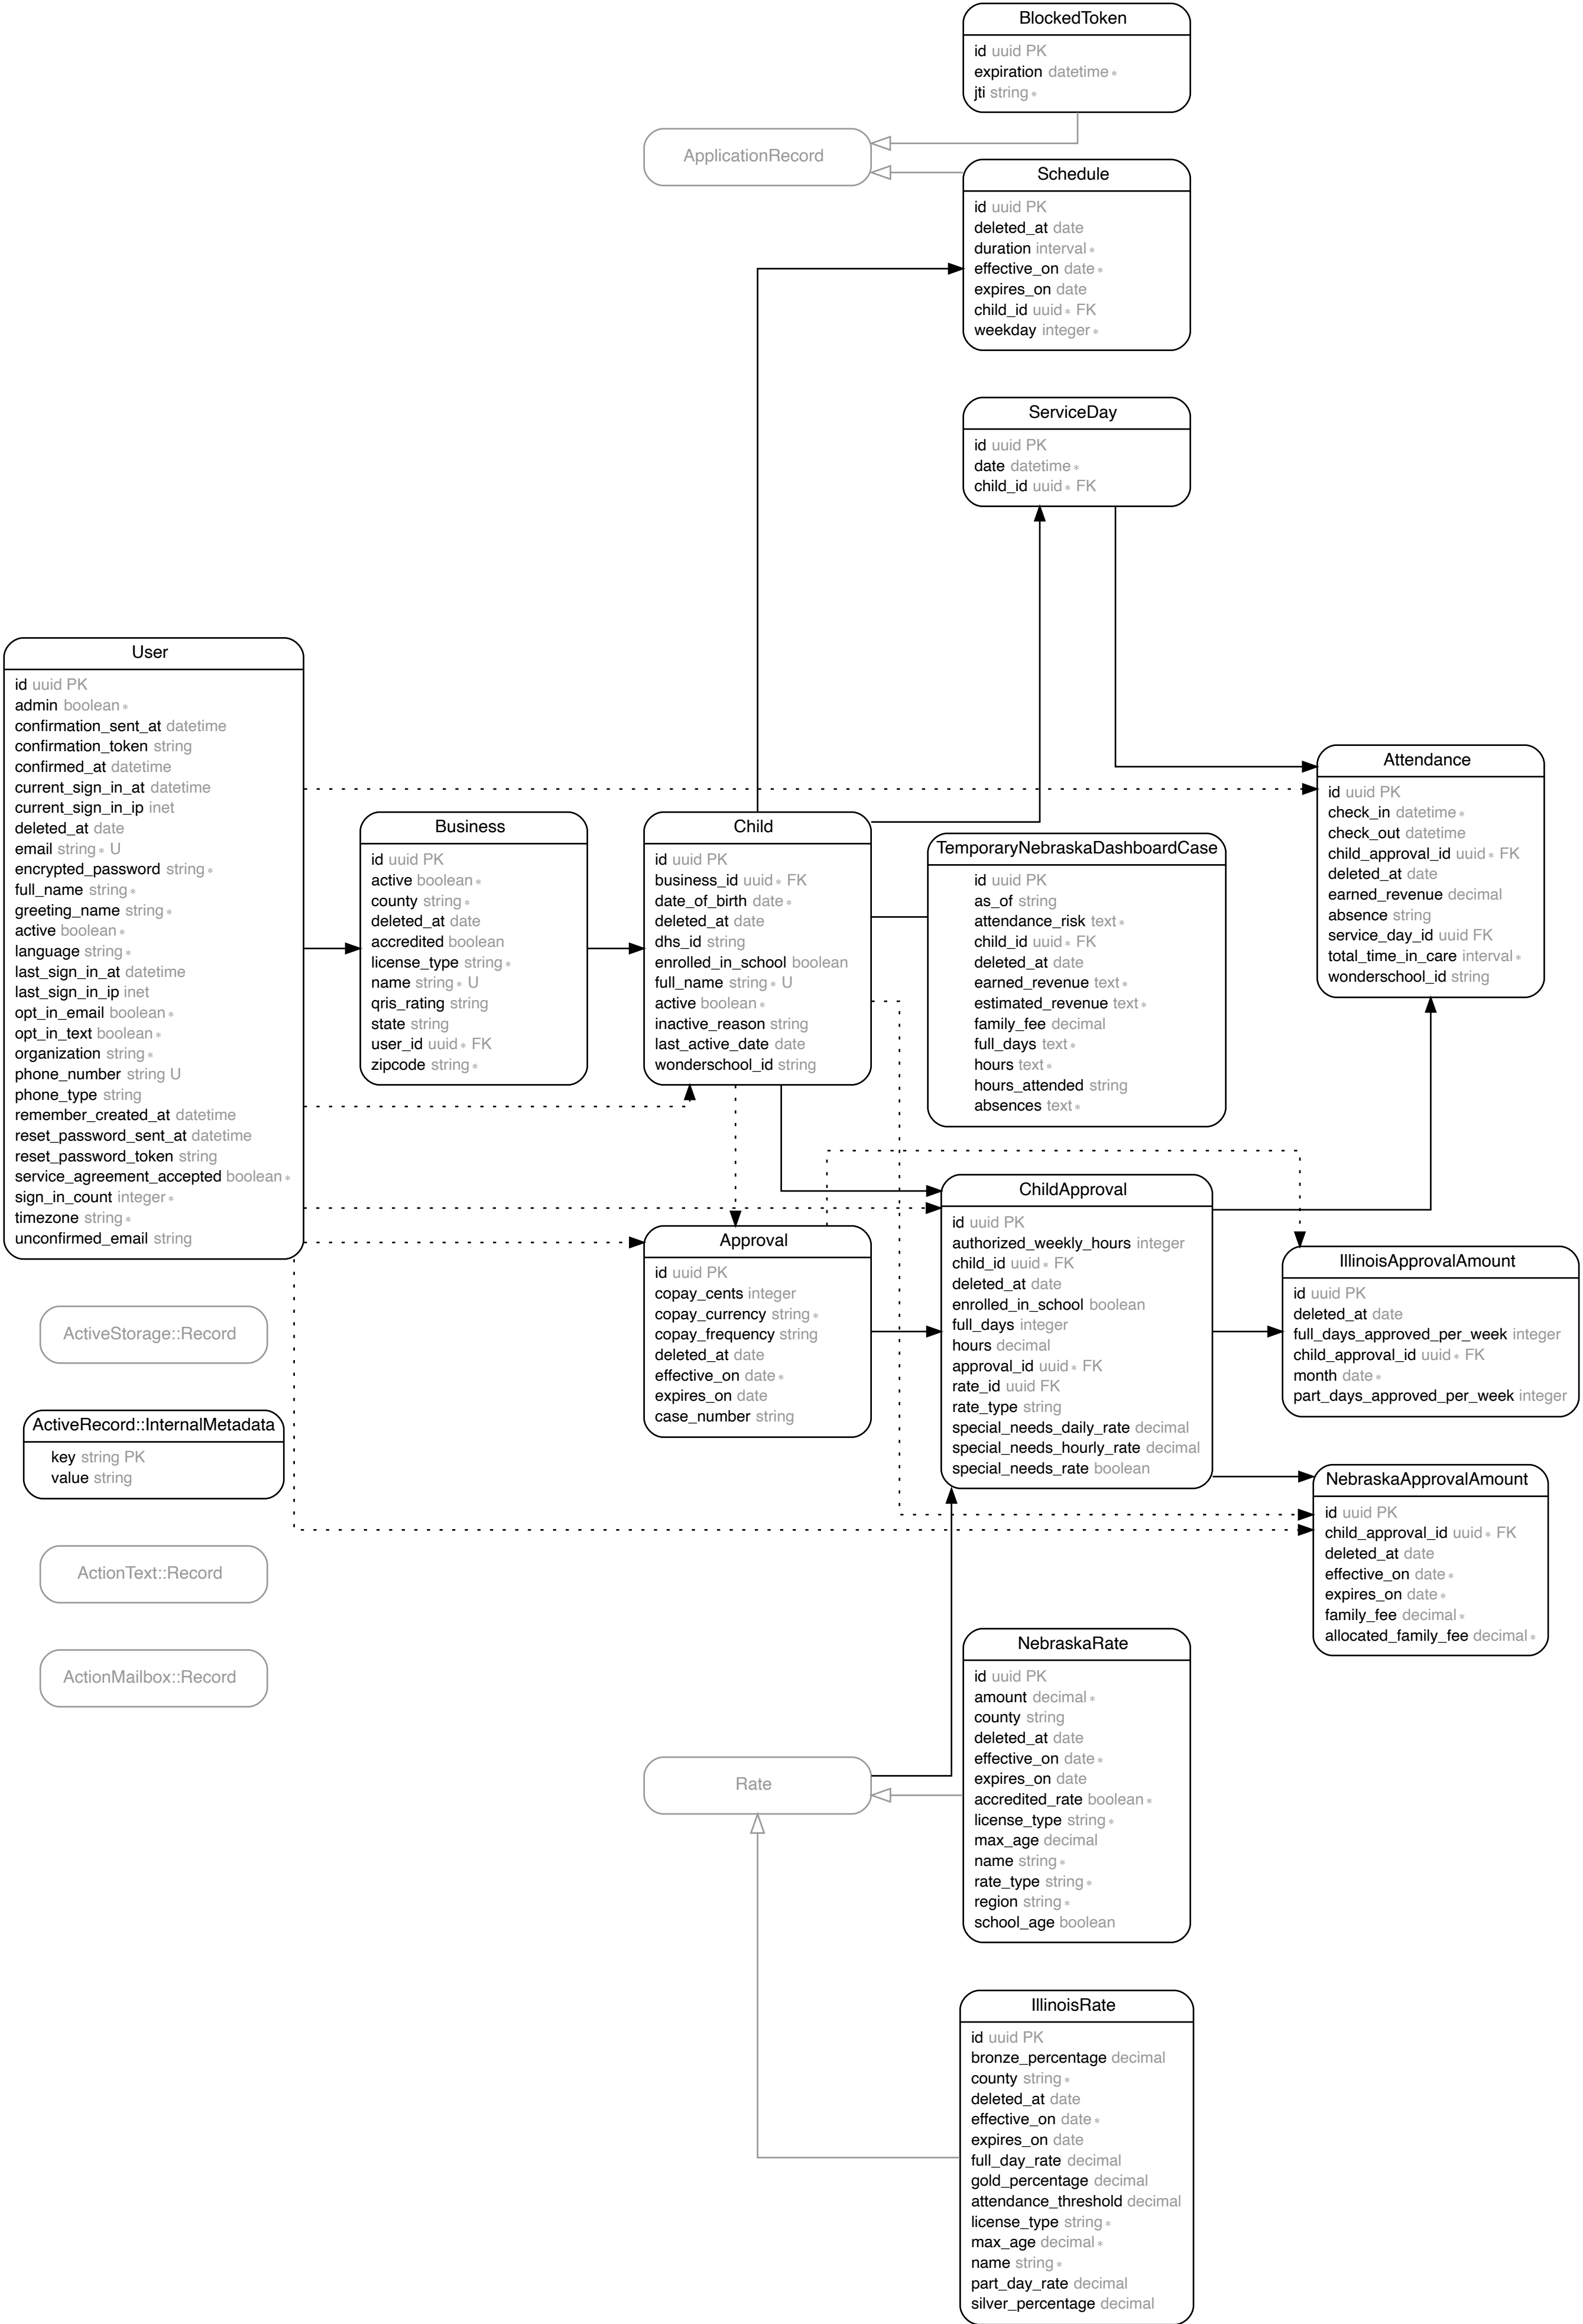 BlockedToken
id uuid PK
expiration datetime *
jti string *
ApplicationRecord
Schedule
id uuid PK
deleted_at date
duration interval *
effective_on date *
expires_on date
child_id uuid * FK
weekday integer *
ServiceDay
id uuid PK
date datetime *
child_id uuid * FK
User
id uuid PK
admin boolean *
confirmation_sent_at datetime
confirmation_token string
confirmed_at datetime
current_sign_in_at datetime
current_sign_in_ip inet
deleted_at date
email string * U
encrypted_password string *
full_name string *
greeting_name string *
active boolean *
language string *
last_sign_in_at datetime
last_sign_in_ip inet
opt_in_email boolean *
opt_in_text boolean *
organization string *
phone_number string U
phone_type string
remember_created_at datetime
reset_password_sent_at datetime
reset_password_token string
service_agreement_accepted boolean *
sign_in_count integer *
timezone string *
unconfirmed_email string
Business
id uuid PK
active boolean *
county string *
deleted_at date
accredited boolean
license_type string *
name string * U
qris_rating string
state string
user_id uuid * FK
zipcode string *
Child
id uuid PK
business_id uuid * FK
date_of_birth date *
deleted_at date
dhs_id string
enrolled_in_school boolean
full_name string * U
active boolean *
inactive_reason string
last_active_date date
wonderschool_id string
TemporaryNebraskaDashboardCase
id uuid PK
as_of string
attendance_risk text *
child_id uuid * FK
deleted_at date
earned_revenue text *
estimated_revenue text *
family_fee decimal
full_days text *
hours text *
hours_attended string
absences text *
Attendance
id uuid PK
check_in datetime *
check_out datetime
child_approval_id uuid * FK
deleted_at date
earned_revenue decimal
absence string
service_day_id uuid FK
total_time_in_care interval *
wonderschool_id string
Approval
id uuid PK
copay_cents integer
copay_currency string *
copay_frequency string
deleted_at date
effective_on date *
expires_on date
case_number string
ChildApproval
id uuid PK
authorized_weekly_hours integer
child_id uuid * FK
deleted_at date
enrolled_in_school boolean
full_days integer
hours decimal
approval_id uuid * FK
rate_id uuid FK
rate_type string
special_needs_daily_rate decimal
special_needs_hourly_rate decimal
special_needs_rate boolean
IllinoisApprovalAmount
id uuid PK
deleted_at date
full_days_approved_per_week integer
child_approval_id uuid * FK
month date *
part_days_approved_per_week integer
ActiveStorage::Record
ActiveRecord::InternalMetadata
key string PK
value string
NebraskaApprovalAmount
id uuid PK
child_approval_id uuid * FK
deleted_at date
effective_on date *
expires_on date *
family_fee decimal *
allocated_family_fee decimal *
ActionText::Record
ActionMailbox::Record
NebraskaRate
id uuid PK
amount decimal *
county string
deleted_at date
effective_on date *
expires_on date
accredited_rate boolean *
license_type string *
max_age decimal
name string *
rate_type string *
region string *
school_age boolean
Rate
IllinoisRate
id uuid PK
bronze_percentage decimal
county string *
deleted_at date
effective_on date *
expires_on date
full_day_rate decimal
gold_percentage decimal
attendance_threshold decimal
license_type string *
max_age decimal *
name string *
part_day_rate decimal
silver_percentage decimal